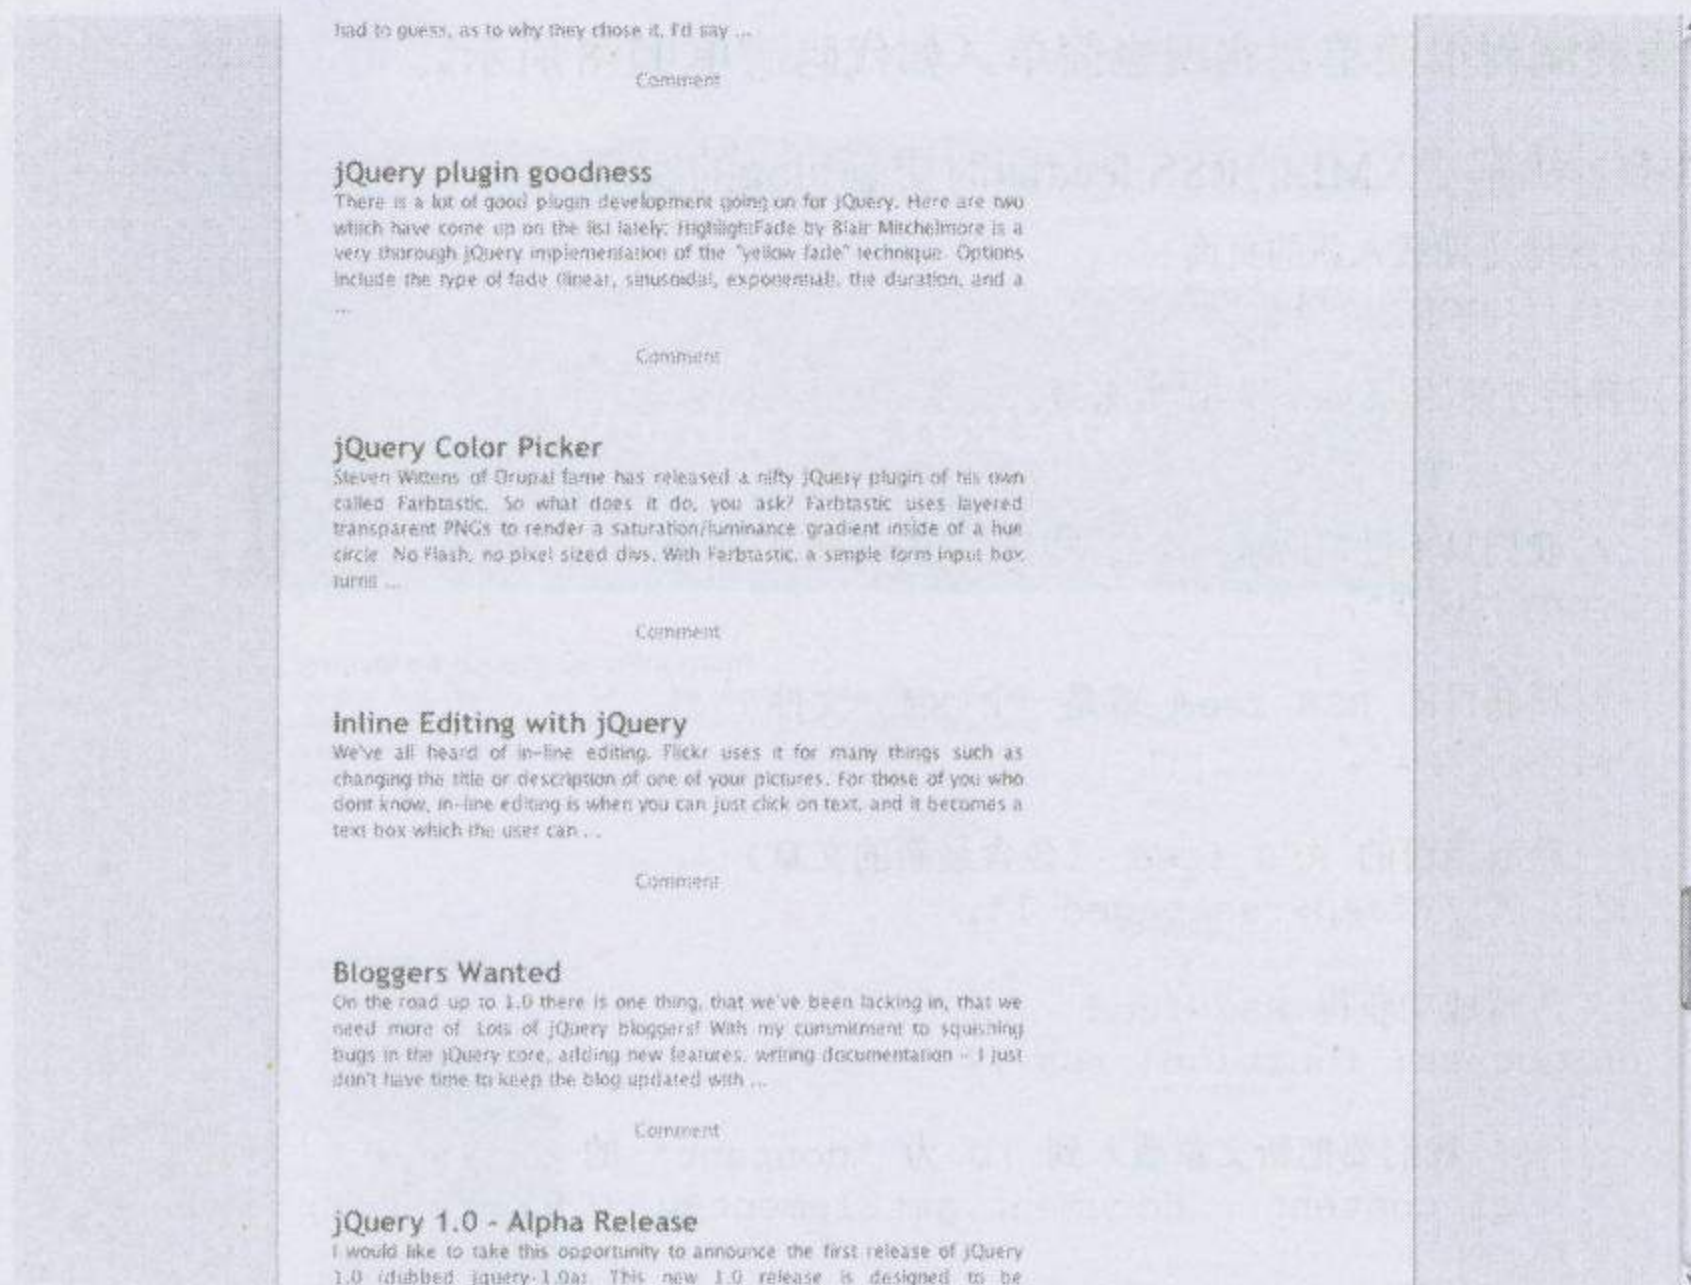 had to guess, as to why they chose it, I'd say ...
Comment
jQuery plugin goodness
There is a lot of good plugin development going on for jQuery. Here are two
which have come up on the list lately: HighlightFade by Blair Mitchelmore is a
very thorough jQuery implementation of the "yellow fade" technique. Options
include the type of fade (linear, sinusoidal, exponential), the duration, and a
...
Comment
jQuery Color Picker
Steven Wittens of Drupal fame has released a nifty jQuery plugin of his own
called Farbtastic. So what does it do, you ask? Farbtastic uses layered
transparent PNGs to render a saturation/luminance gradient inside of a hue
circle. No Flash, no pixel sized divs. With Farbtastic, a simple form input box
turns ...
Comment
Inline Editing with jQuery
We've all heard of in-line editing. Flickr uses it for many things such as
changing the title or description of one of your pictures. For those of you who
dont know, in-line editing is when you can just click on text, and it becomes a
text box which the user can ...
Comment
Bloggers Wanted
On the road up to 1.0 there is one thing, that we've been lacking in, that we
need more of. Lots of jQuery bloggers! With my commitment to squishing
bugs in the jQuery core, adding new features, writing documentation - I just
don't have time to keep the blog updated with ...
Comment
jQuery 1.0 - Alpha Release
I would like to take this opportunity to announce the first release of jQuery
1.0 (dubbed jquery-1.0a). This new 1.0 release is designed to be